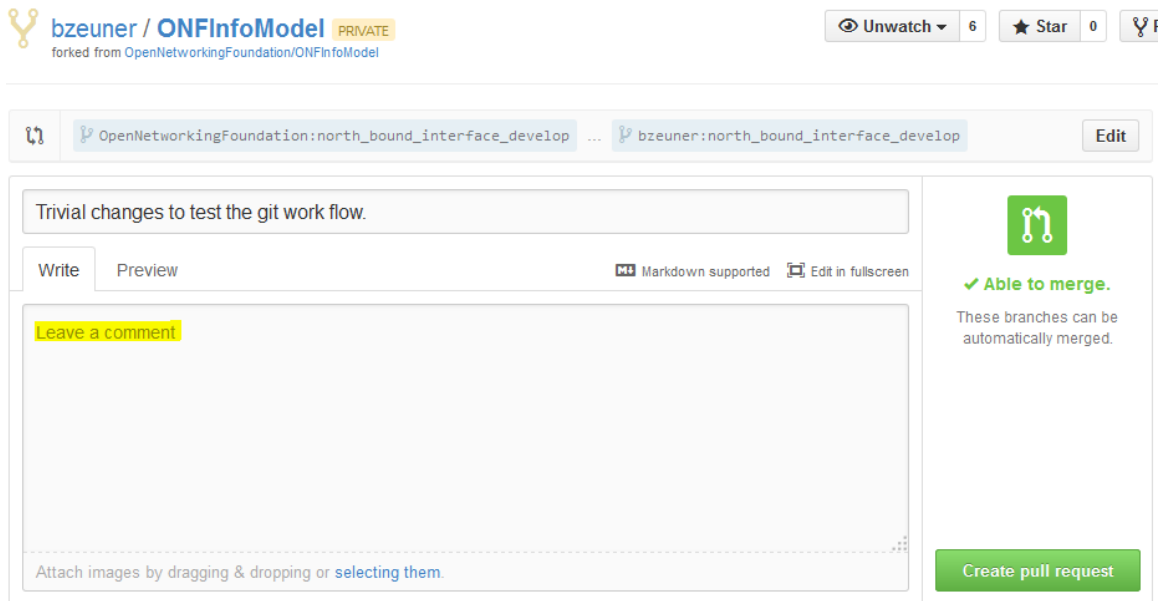 bzeuner / ONFInfoModel PRIVATE Unwatch 6 Star 0
forked from OpenNetworkingFoundation/ONFInfoModel
OpenNetworkingFoundation:north_bound_interface_develop ... bzeuner:north_bound_interface_develop Edit
Trivial changes to test the git work flow.
Write Preview Markdown supported Edit in fullscreen
Able to merge.
These branches can be
automatically merged.
Leave a comment
Attach images by dragging & dropping or selecting them.
Create pull request